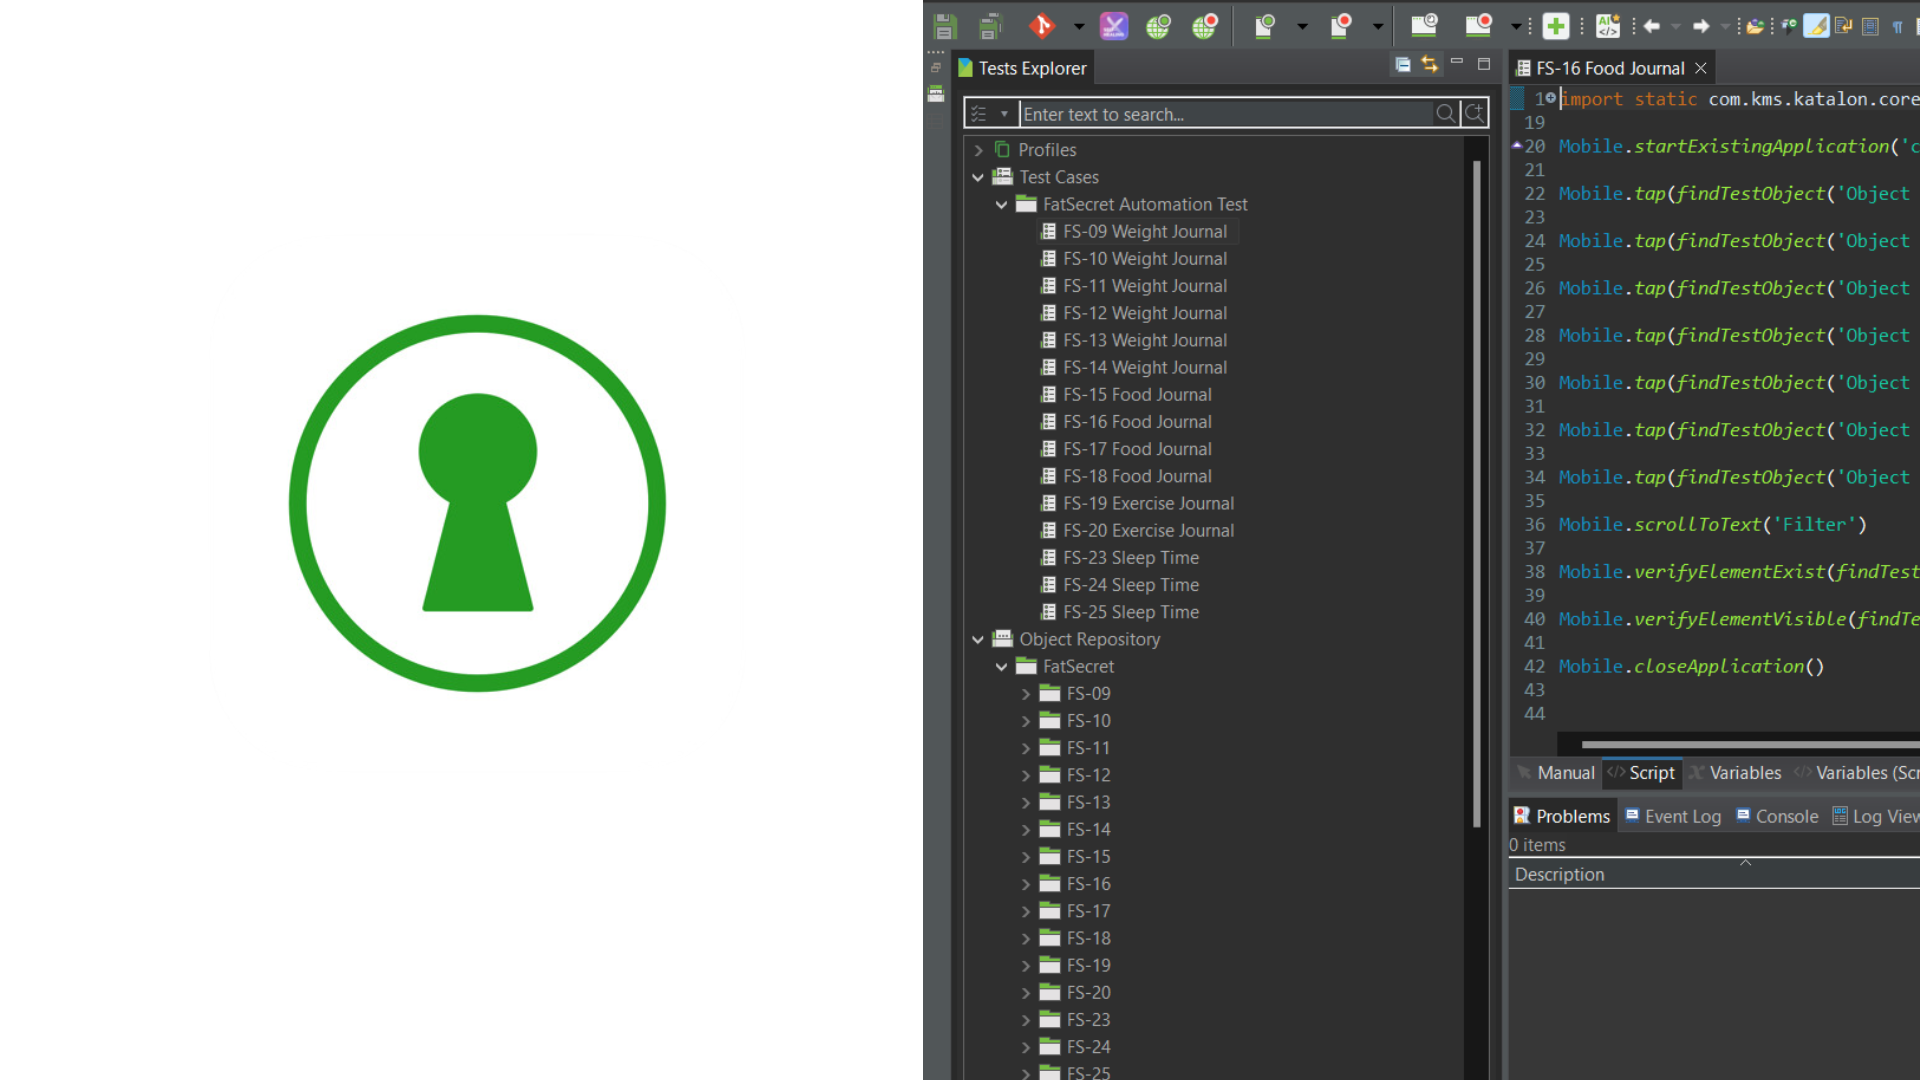 Tests Explorer
Enter text to search...
Profiles
Test Cases
FatSecret Automation Test
FS-09 Weight Journal
FS-10 Weight Journal
FS-11 Weight Journal
FS-12 Weight Journal
FS-13 Weight Journal
FS-14 Weight Journal
FS-15 Food Journal
FS-16 Food Journal
FS-17 Food Journal
FS-18 Food Journal
FS-19 Exercise Journal
FS-20 Exercise Journal
FS-23 Sleep Time
FS-24 Sleep Time
FS-25 Sleep Time
Object Repository
FatSecret
FS-09
FS-10
FS-11
FS-12
FS-13
FS-14
FS-15
FS-16
FS-17
FS-18
FS-19
FS-20
FS-23
FS-24
FS-25
FS-16 Food Journal
1 import static com.kms.katalon.core
19
20 Mobile.startExistingApplication('c
21
22 Mobile.tap(findTestObject('Object
23
24 Mobile.tap(findTestObject('Object
25
26 Mobile.tap(findTestObject('Object
27
28 Mobile.tap(findTestObject('Object
29
30 Mobile.tap(findTestObject('Object
31
32 Mobile.tap(findTestObject('Object
33
34 Mobile.tap(findTestObject('Object
35
36 Mobile.scrollToText('Filter')
37
38 Mobile.verifyElementExist(findTest
39
40 Mobile.verifyElementVisible(findTe
41
42 Mobile.closeApplication()
43
44
Manual Script Variables Variables (Scr
Problems Event Log Console Log View
0 items
Description